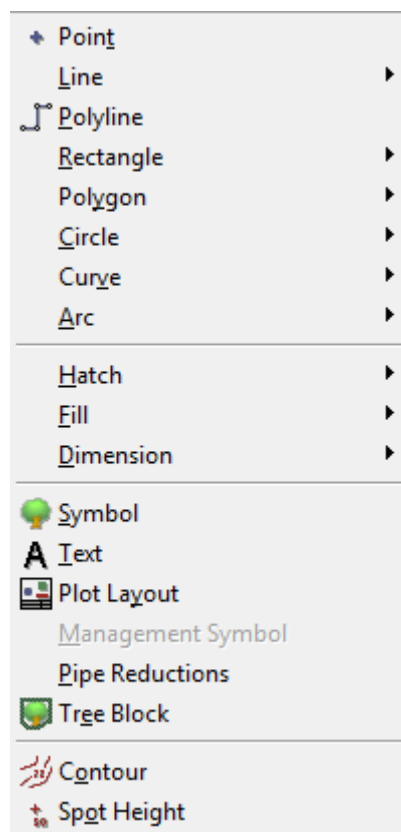 Point
Line
Polyline
Rectangle
Polygon
Circle
Curve
Arc
Hatch
Fill
Dimension
Symbol
A Text
Plot Layout
Management Symbol
Pipe Reductions
Tree Block
Contour
Spot Height